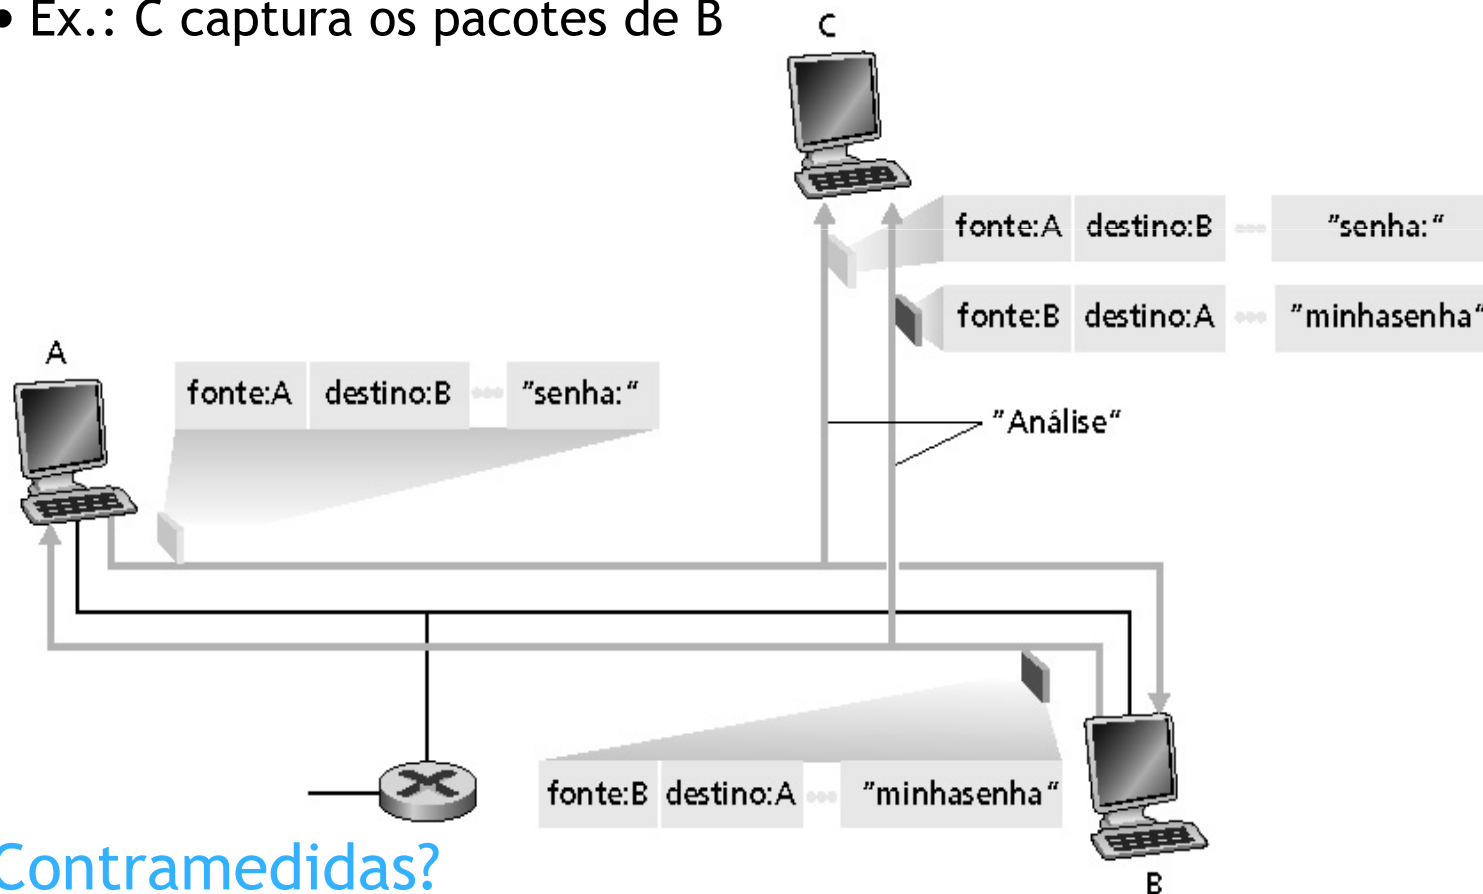 • Ex.: C captura os pacotes de B
C
fonte:A destino:B ... "senha:"
fonte:B destino:A ... "minhasenha"
A
fonte:A destino:B ... "senha:"
"Análise"
fonte:B destino:A ... "minhasenha"
Contramedidas?
B